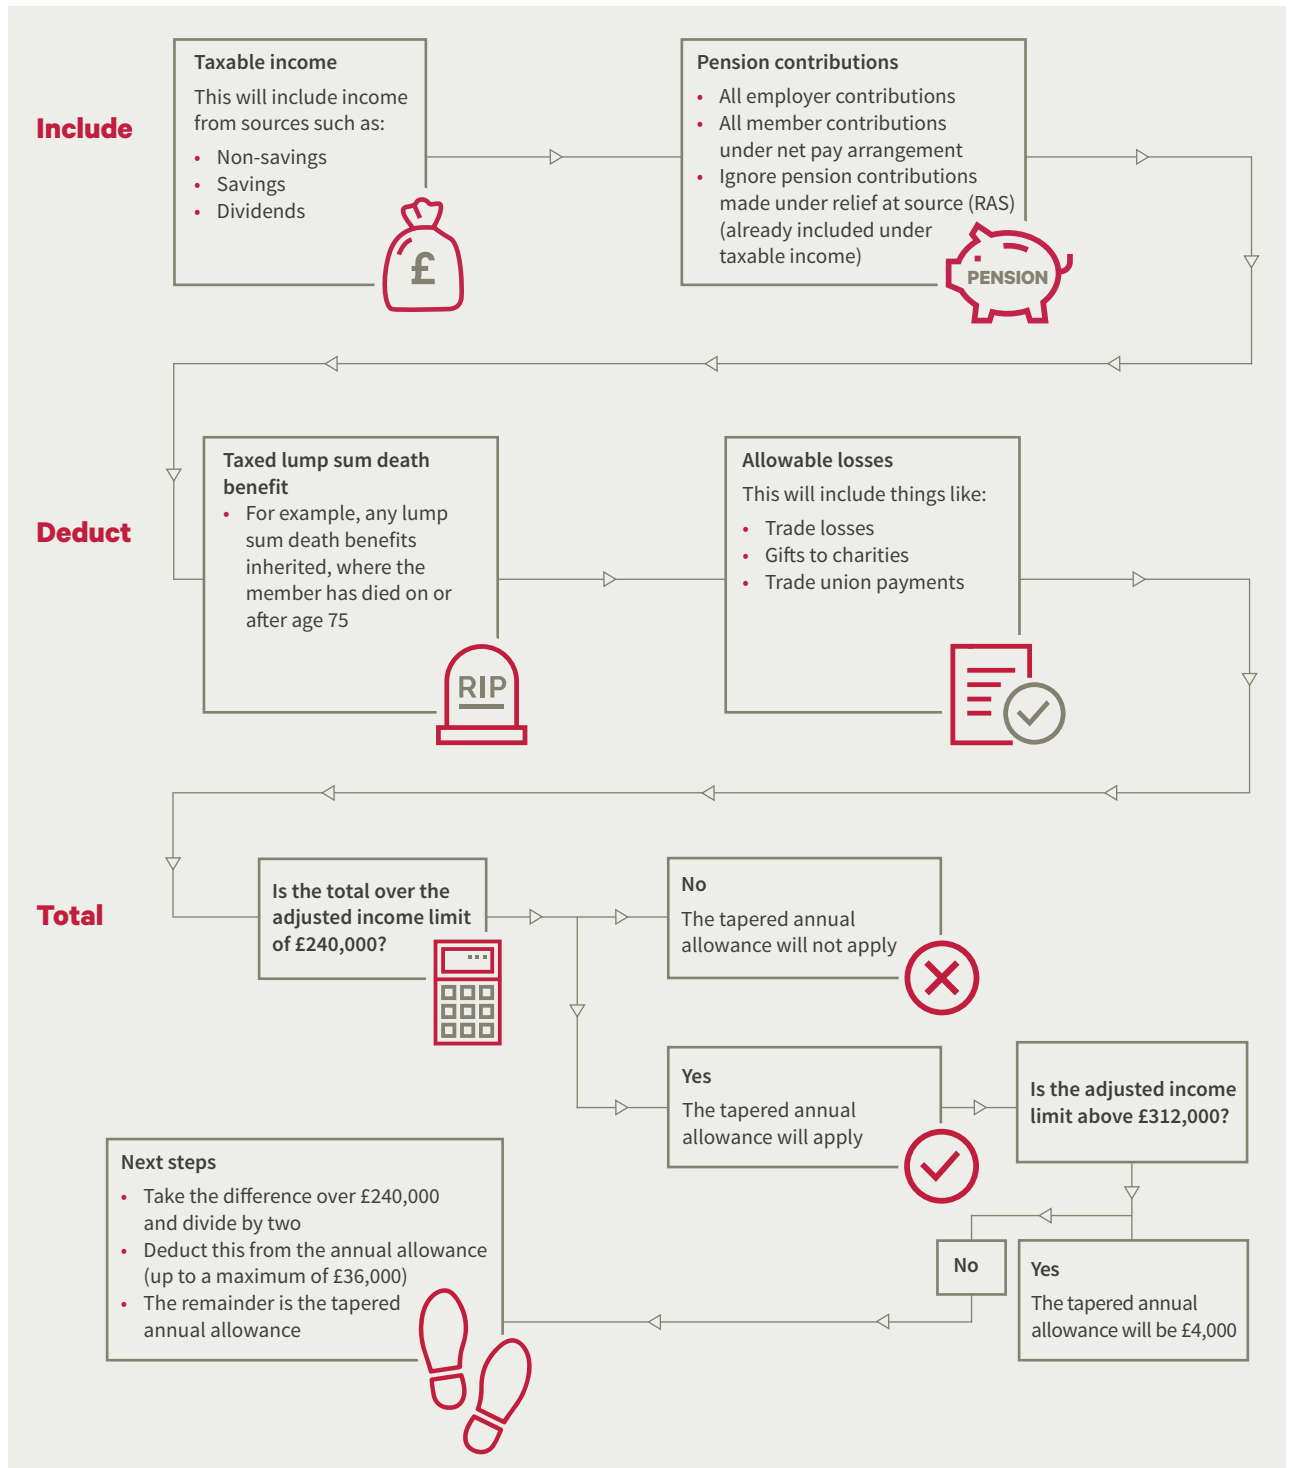 Include
Taxable income
This will include income
from sources such as:
• Non-savings
• Savings
• Dividends
£
Pension contributions
• All employer contributions
• All member contributions
under net pay arrangement
• Ignore pension contributions
made under relief at source (RAS)
(already included under
taxable income)
PENSION
Deduct
Taxed lump sum death
benefit
• For example, any lump
sum death benefits
inherited, where the
member has died on or
after age 75
RIP
Allowable losses
This will include things like:
• Trade losses
• Gifts to charities
• Trade union payments
Total
Is the total over the
adjusted income limit
of £240,000?
No
The tapered annual
allowance will not apply
Yes
The tapered annual
allowance will apply
Is the adjusted income
limit above £312,000?
No
Yes
The tapered annual
allowance will be £4,000
Next steps
• Take the difference over £240,000
and divide by two
• Deduct this from the annual allowance
(up to a maximum of £36,000)
• The remainder is the tapered
annual allowance